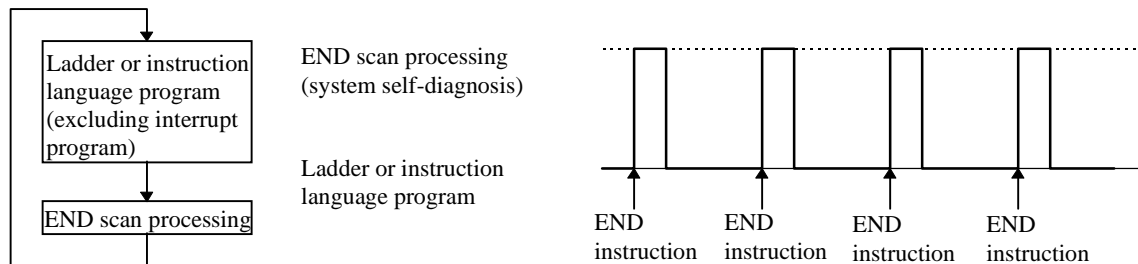 Ladder or instruction
language program
(excluding interrupt
program)
END scan processing
END scan processing
(system self-diagnosis)
Ladder or instruction
language program
END
instruction
END
instruction
END
instruction
END
instruction